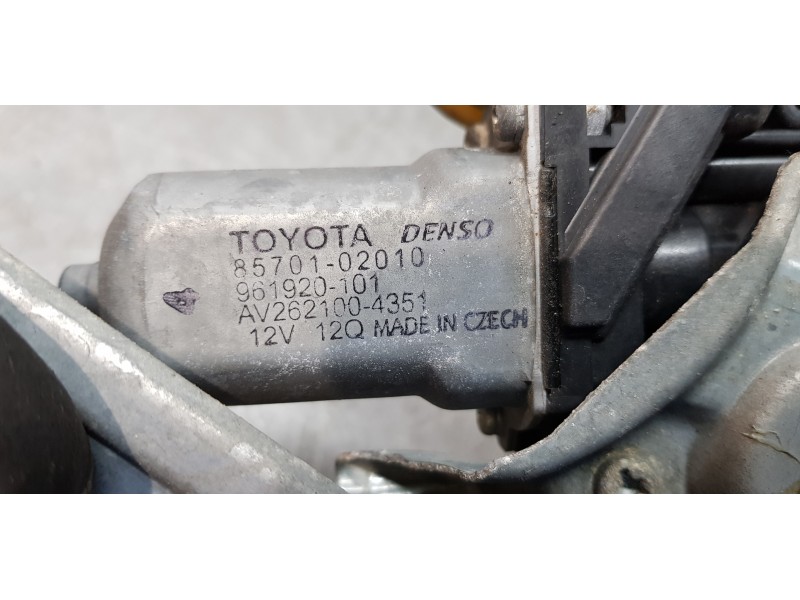 TOYOTA DENSO
85701-02010
961920-101
AV262100-4351
12V 12Q MADE IN CZECH